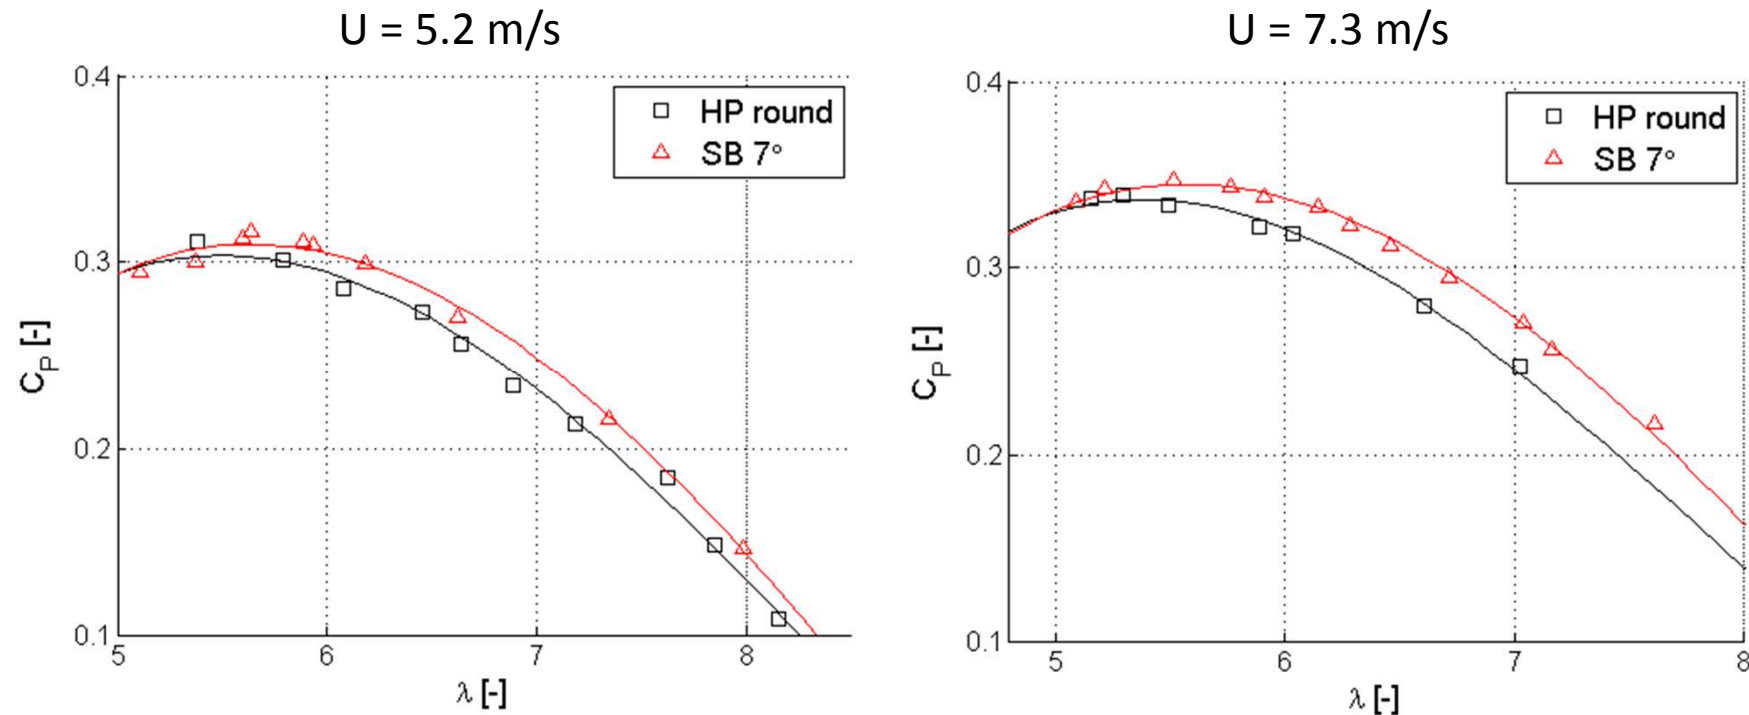 U = 5.2 m/s
0.4
0.3
0.2
0.1
5 6 7 8
C_P [-]
λ [-]
HP round
SB 7°
U = 7.3 m/s
0.4
0.3
0.2
0.1
5 6 7 8
C_P [-]
λ [-]
HP round
SB 7°